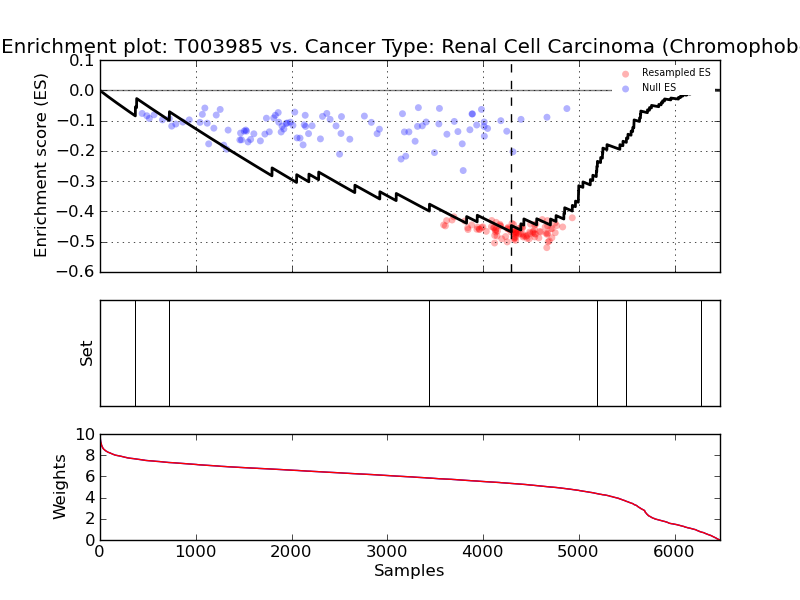 Enrichment plot: T003985 vs. Cancer Type: Renal Cell Carcinoma (Chromophob
Enrichment score (ES)
0.1
0.0
−0.1
−0.2
−0.3
−0.4
−0.5
−0.6
Resampled ES
Null ES
Set
Weights
10
8
6
4
2
0
0 1000 2000 3000 4000 5000 6000
Samples